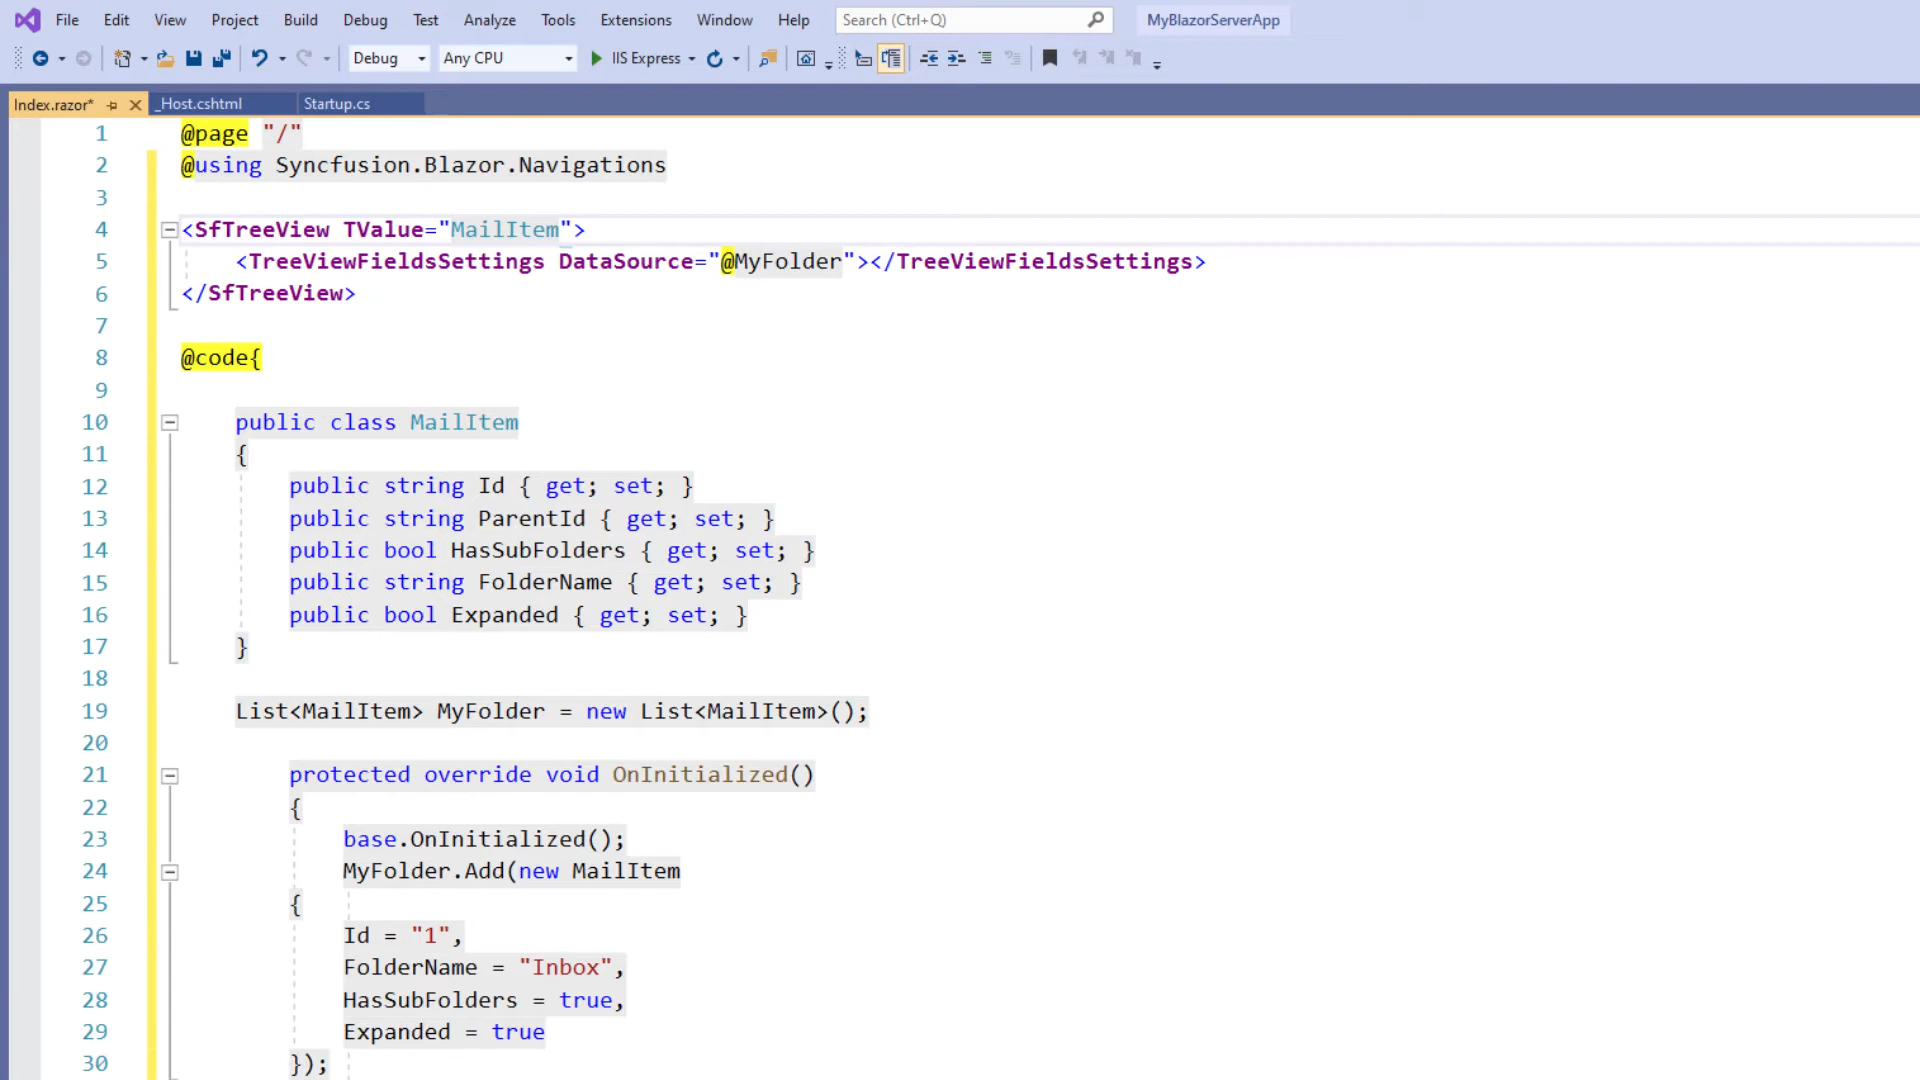 File Edit View Project Build Debug Test Analyze Tools Extensions Window Help Search (Ctrl+Q) MyBlazorServerApp
Debug Any CPU IIS Express
Index.razor* _Host.cshtml Startup.cs
1 @page "/"
2 @using Syncfusion.Blazor.Navigations
3
4 <SfTreeView TValue="MailItem">
5 <TreeViewFieldsSettings DataSource="@MyFolder"></TreeViewFieldsSettings>
6 </SfTreeView>
7
8 @code{
9
10 public class MailItem
11 {
12 public string Id { get; set; }
13 public string ParentId { get; set; }
14 public bool HasSubFolders { get; set; }
15 public string FolderName { get; set; }
16 public bool Expanded { get; set; }
17 }
18
19 List<MailItem> MyFolder = new List<MailItem>();
20
21 protected override void OnInitialized()
22 {
23 base.OnInitialized();
24 MyFolder.Add(new MailItem
25 {
26 Id = "1",
27 FolderName = "Inbox",
28 HasSubFolders = true,
29 Expanded = true
30 });